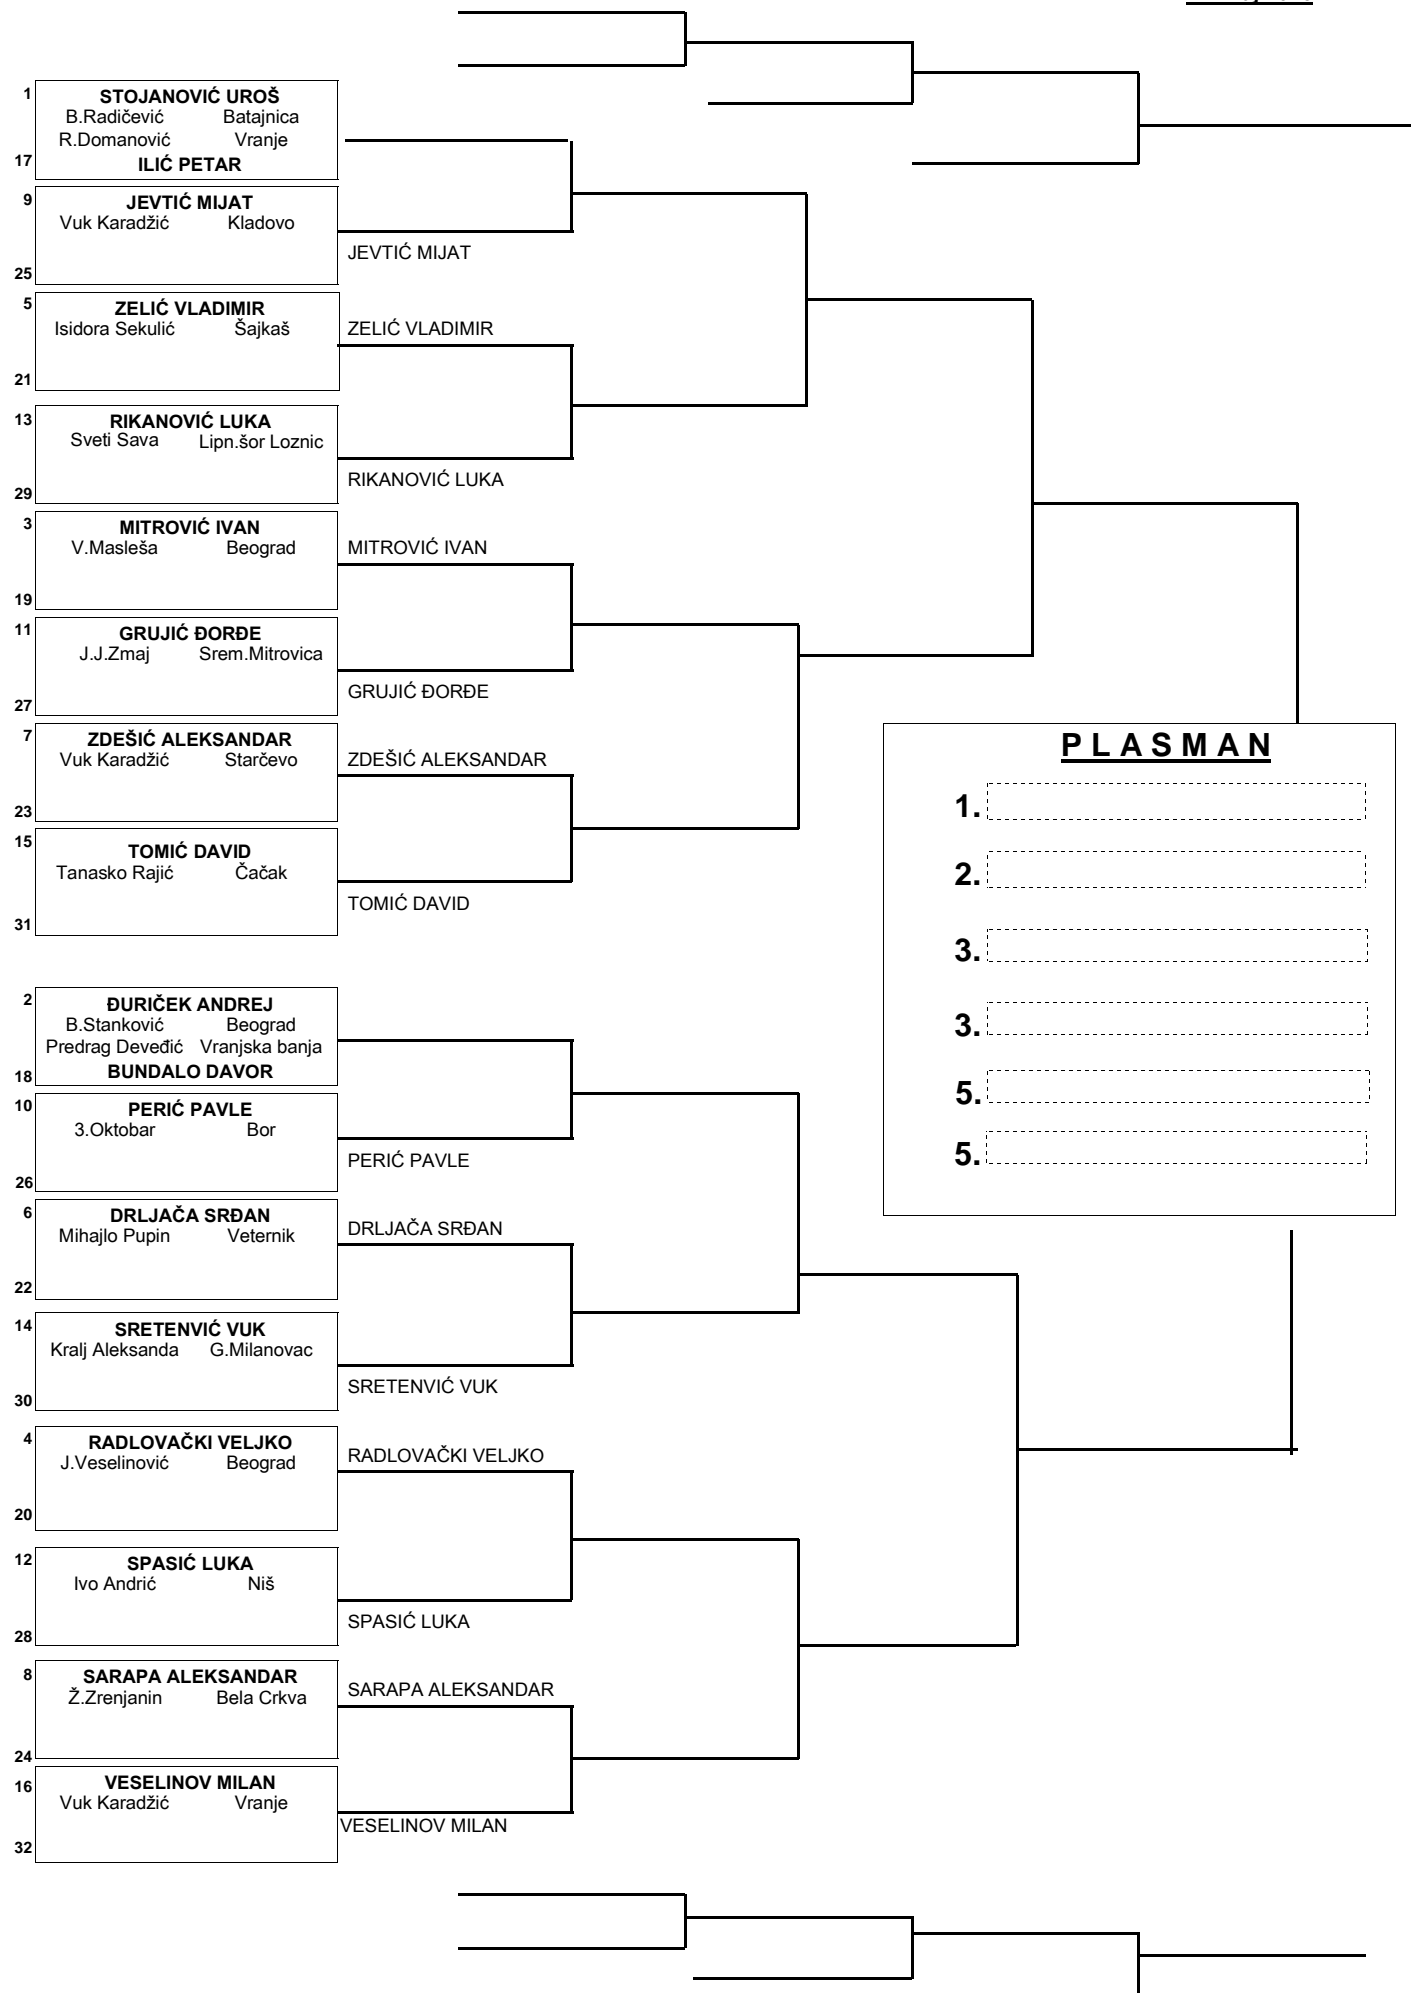 1 STOJANOVIĆ UROŠ
B.Radičević Batajnica
R.Domanović Vranje
17 ILIĆ PETAR
9 JEVTIĆ MIJAT
Vuk Karadžić Kladovo
JEVTIĆ MIJAT
25
5 ZELIĆ VLADIMIR
Isidora Sekulić Šajkaš ZELIĆ VLADIMIR
21
13 RIKANOVIĆ LUKA
Sveti Sava Lipn.šor Loznic
RIKANOVIĆ LUKA
29
3 MITROVIĆ IVAN
V.Masleša Beograd MITROVIĆ IVAN
19
11 GRUJIĆ ĐORĐE
J.J.Zmaj Srem.Mitrovica
GRUJIĆ ĐORĐE
27
7 ZDEŠIĆ ALEKSANDAR
Vuk Karadžić Starčevo ZDEŠIĆ ALEKSANDAR
23
15 TOMIĆ DAVID
Tanasko Rajić Čačak
TOMIĆ DAVID
31
PLASMAN
1.
2.
3.
3.
5.
5.
2 ĐURIČEK ANDREJ
B.Stanković Beograd
Predrag Deveđić Vranjska banja
18 BUNDALO DAVOR
10 PERIĆ PAVLE
3.Oktobar Bor
PERIĆ PAVLE
26
6 DRLJAČA SRĐAN
Mihajlo Pupin Veternik DRLJAČA SRĐAN
22
14 SRETENVIĆ VUK
Kralj Aleksanda G.Milanovac
SRETENVIĆ VUK
30
4 RADLOVAČKI VELJKO
J.Veselinović Beograd RADLOVAČKI VELJKO
20
12 SPASIĆ LUKA
Ivo Andrić Niš
SPASIĆ LUKA
28
8 SARAPA ALEKSANDAR
Ž.Zrenjanin Bela Crkva SARAPA ALEKSANDAR
24
16 VESELINOV MILAN
Vuk Karadžić Vranje
VESELINOV MILAN
32